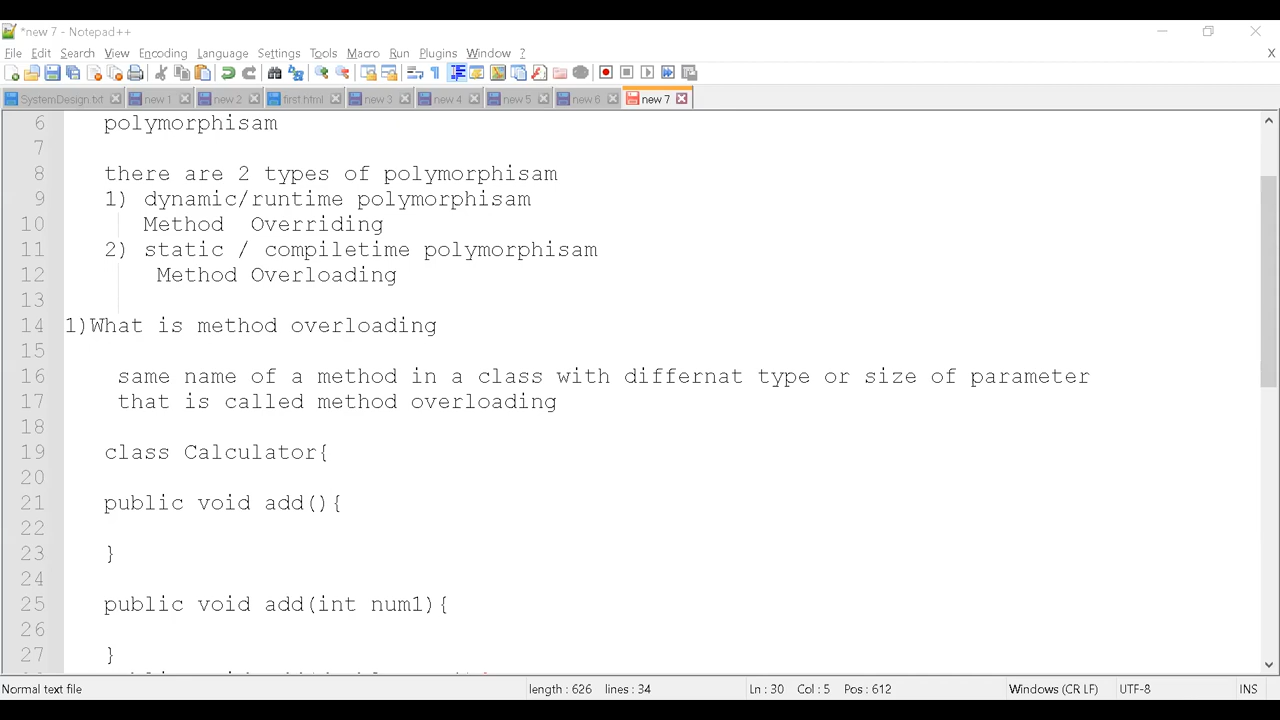 *new 7 - Notepad++
File Edit Search View Encoding Language Settings Tools Macro Run Plugins Window ? X
SystemDesign.txt new 1 new 2 first.html new 3 new 4 new 5 new 6 new 7
6 polymorphisam
7
8 there are 2 types of polymorphisam
9 1) dynamic/runtime polymorphisam
10 Method Overriding
11 2) static / compiletime polymorphisam
12 Method Overloading
13
14 1)What is method overloading
15
16 same name of a method in a class with differnat type or size of parameter
17 that is called method overloading
18
19 class Calculator{
20
21 public void add(){
22
23 }
24
25 public void add(int num1){
26
27 }
Normal text file length : 626 lines : 34 Ln : 30 Col : 5 Pos : 612 Windows (CR LF) UTF-8 INS